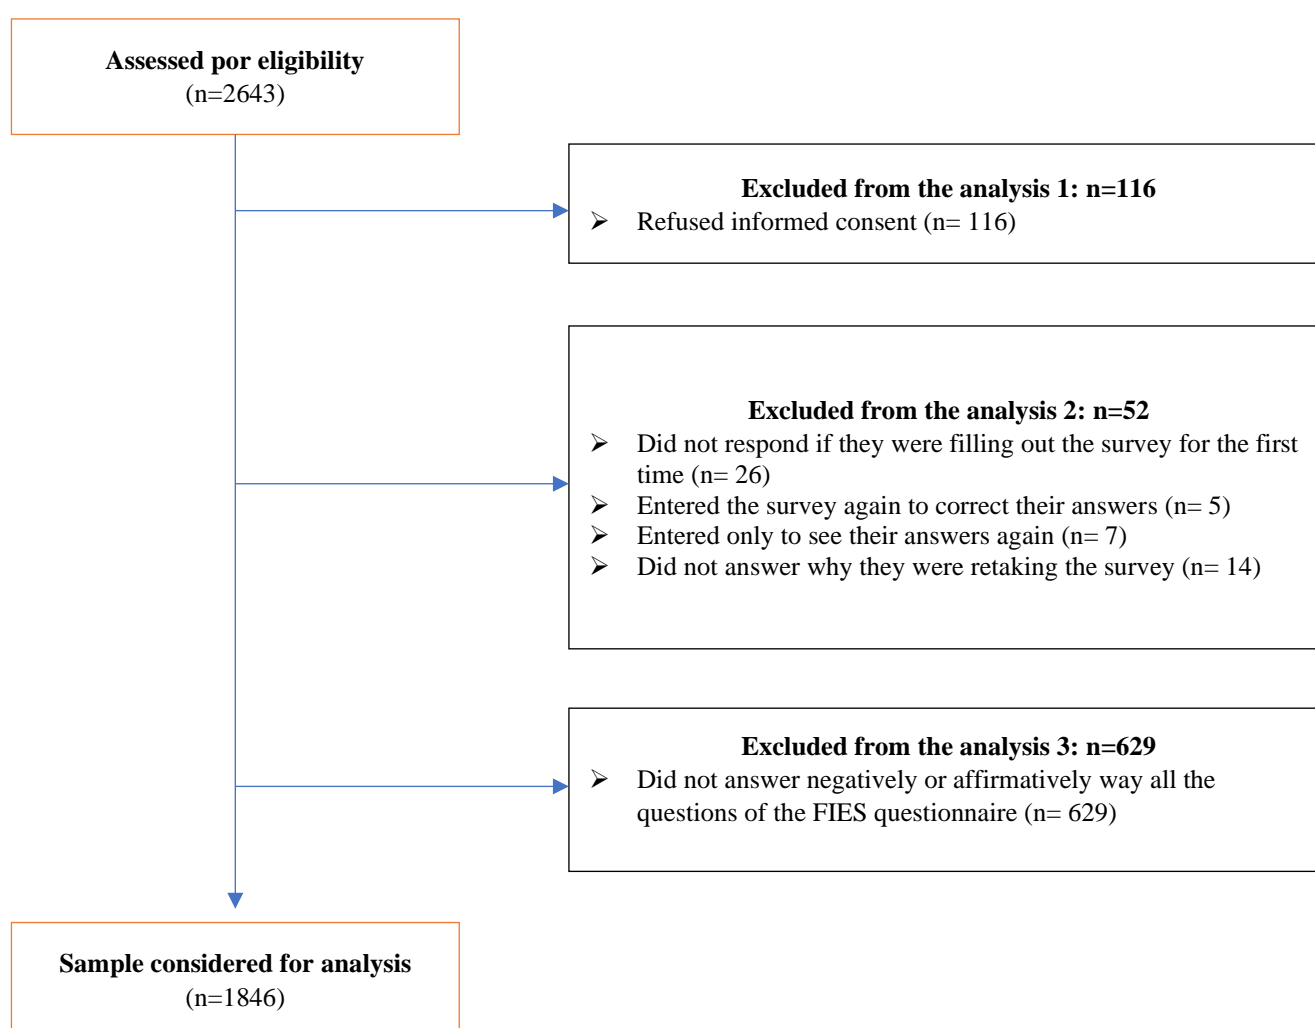 Assessed por eligibility
(n=2643)
Excluded from the analysis 1: n=116
➢ Refused informed consent (n= 116)
Excluded from the analysis 2: n=52
➢ Did not respond if they were filling out the survey for the first
time (n= 26)
➢ Entered the survey again to correct their answers (n= 5)
➢ Entered only to see their answers again (n= 7)
➢ Did not answer why they were retaking the survey (n= 14)
Excluded from the analysis 3: n=629
➢ Did not answer negatively or affirmatively way all the
questions of the FIES questionnaire (n= 629)
Sample considered for analysis
(n=1846)